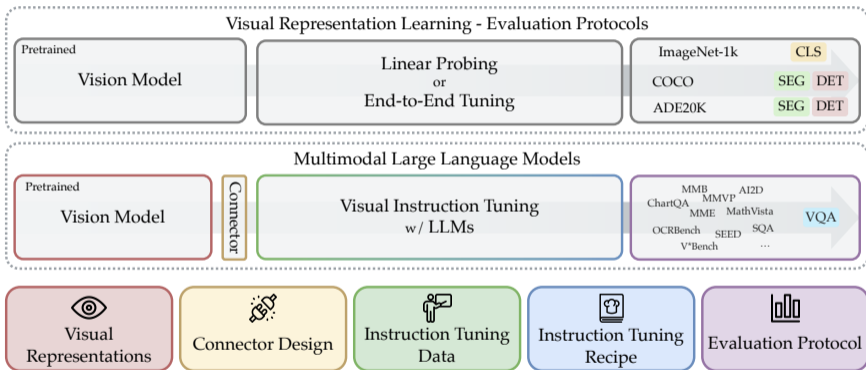 Visual Representation Learning - Evaluation Protocols
Pretrained
Vision Model
Linear Probing
or
End-to-End Tuning
ImageNet-1k CLS
COCO SEG DET
ADE20K SEG DET
Multimodal Large Language Models
Pretrained
Vision Model
Connector
Visual Instruction Tuning
w/ LLMs
MMB AI2D
ChartQA MMVP
MME MathVista
OCRBench SEED SQA
V*Bench ...
VQA
Visual
Representations
Connector Design
Instruction Tuning
Data
Instruction Tuning
Recipe
Evaluation Protocol